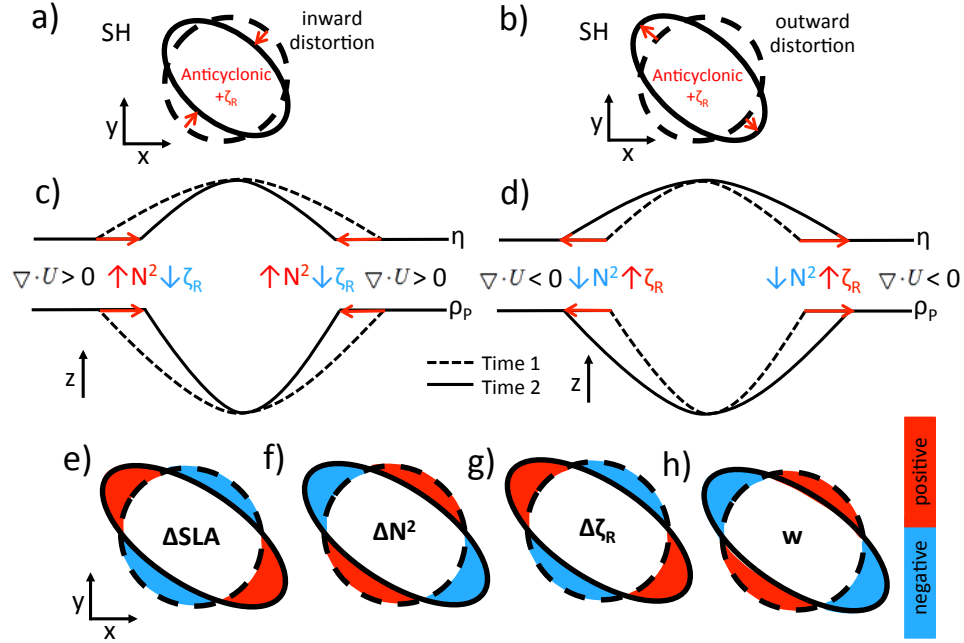 a)
SH
inward
distortion
Anticyclonic
+ζR
y
x
b)
SH
outward
distortion
Anticyclonic
+ζR
y
x
c)
η
∇ · U > 0
↑N² ↓ζR
↑N² ↓ζR
∇ · U > 0
ρP
z
Time 1
Time 2
d)
η
∇ · U < 0
↓N² ↑ζR
↓N² ↑ζR
∇ · U < 0
ρP
z
e)
ΔSLA
f)
ΔN²
g)
ΔζR
h)
w
y
x
positive
negative